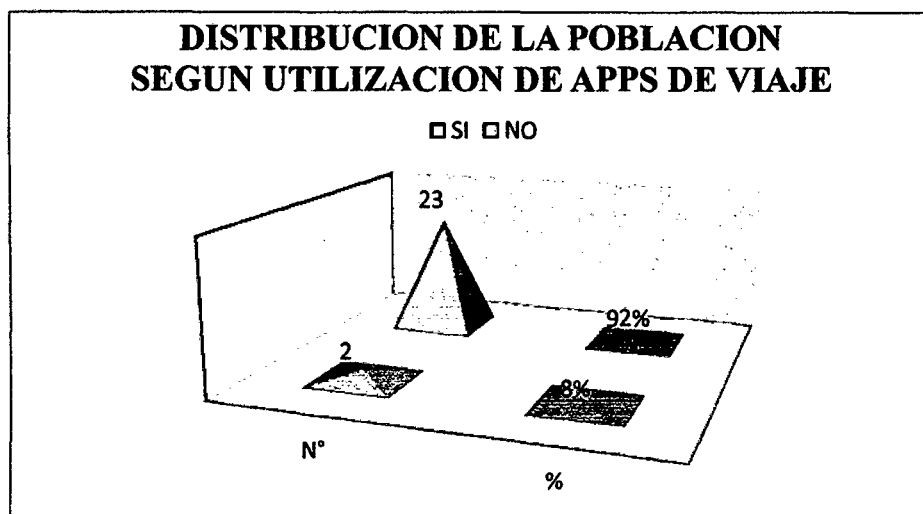 DISTRIBUCION DE LA POBLACION
SEGUN UTILIZACION DE APPS DE VIAJE
SI NO
23
92%
2
8%
N°
%